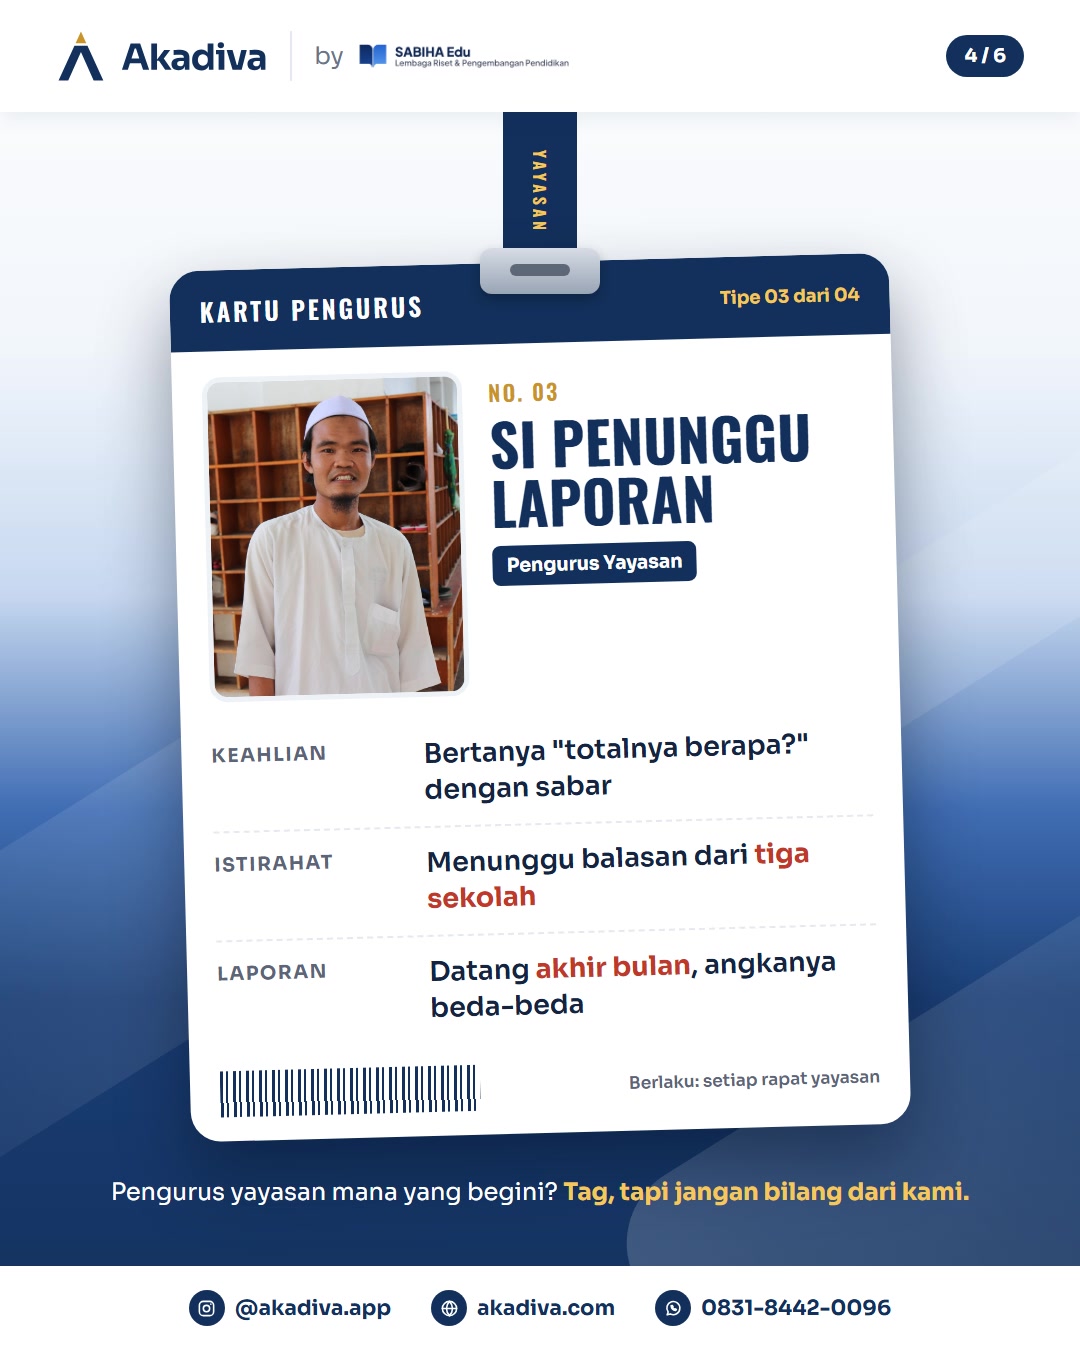 Akadiva
by
SABIHA Edu
Lembaga Riset & Pengembangan Pendidikan
4/6
YAYASAN
KARTU PENGURUS
Tipe 03 dari 04
NO. 03
SI PENUNGGU
LAPORAN
Pengurus Yayasan
KEAHLIAN
Bertanya "totalnya berapa?"
dengan sabar
ISTIRAHAT
Menunggu balasan dari tiga
sekolah
LAPORAN
Datang akhir bulan, angkanya
beda-beda
Berlaku: setiap rapat yayasan
Pengurus yayasan mana yang begini? Tag, tapi jangan bilang dari kami.
@akadiva.app
akadiva.com
0831-8442-0096